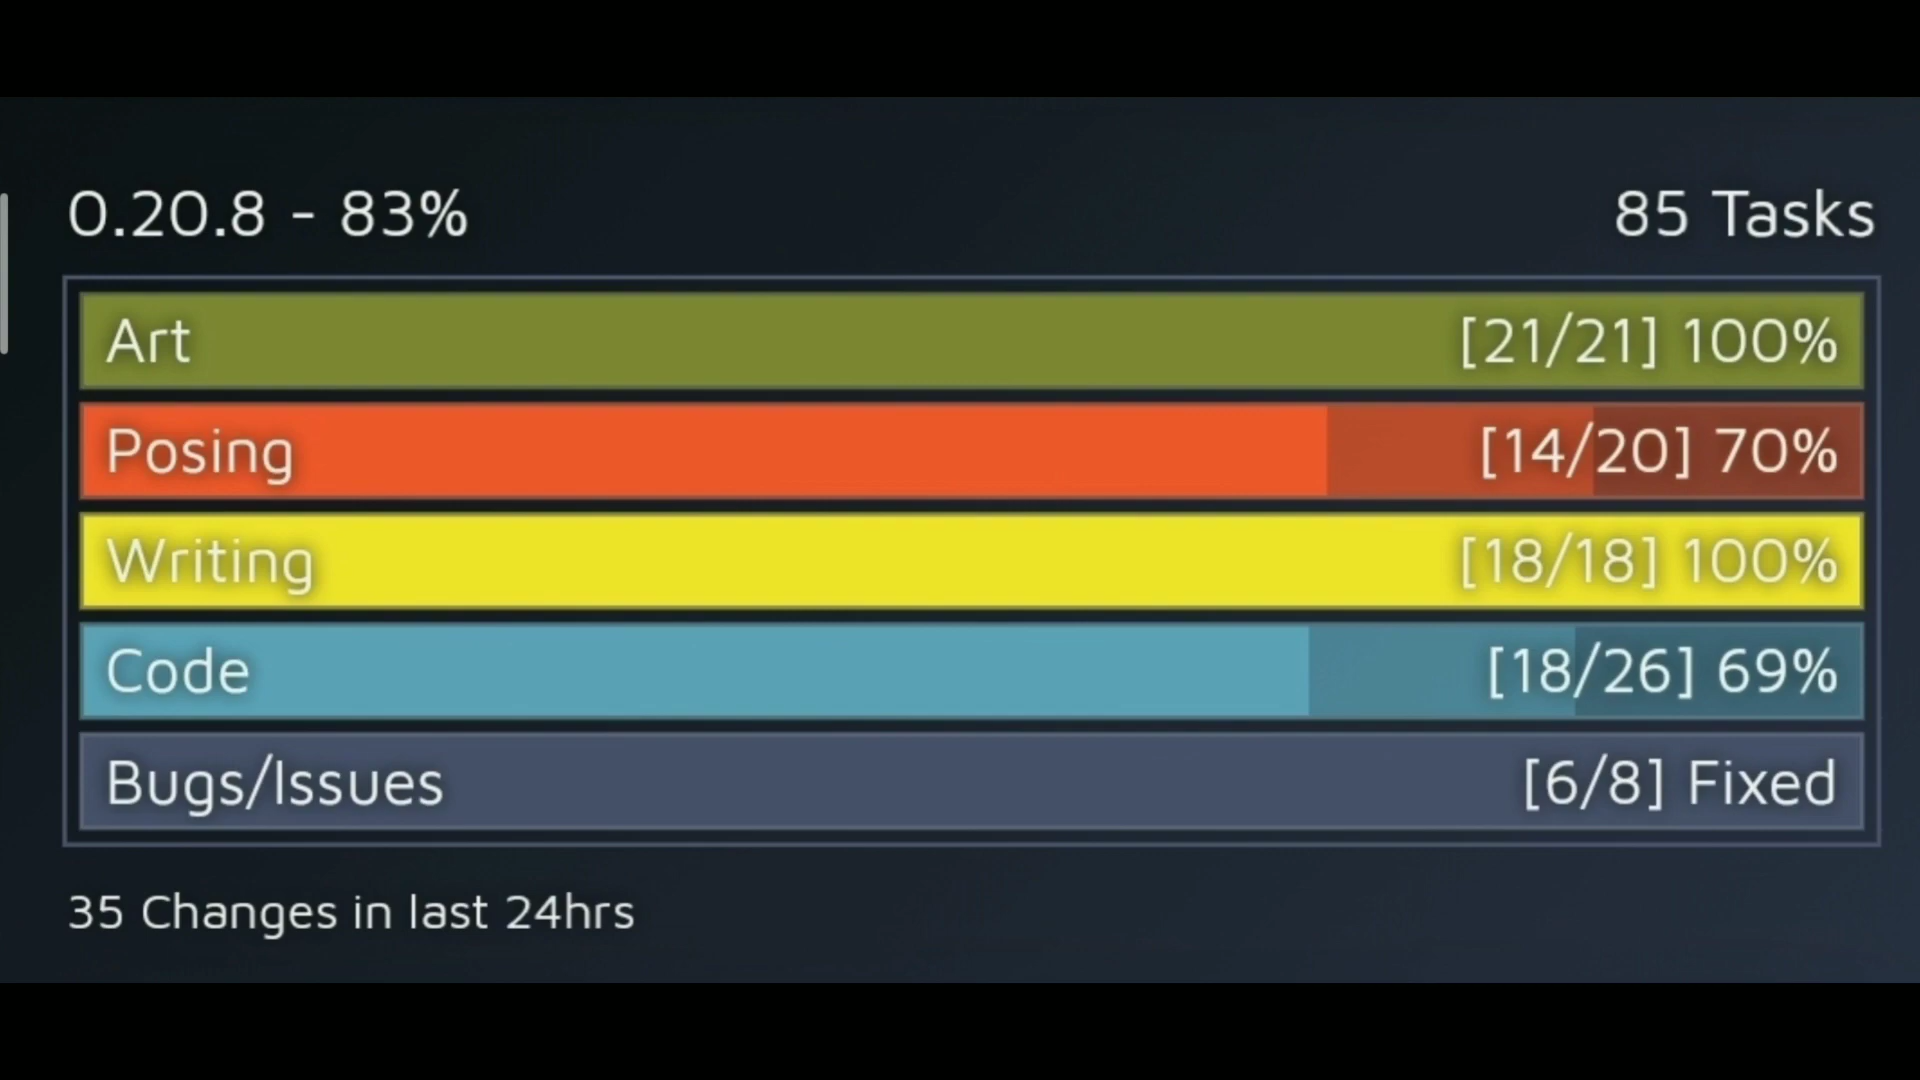 0.20.8 - 83% 85 Tasks
Art [21/21] 100%
Posing [14/20] 70%
Writing [18/18] 100%
Code [18/26] 69%
Bugs/Issues [6/8] Fixed
35 Changes in last 24hrs